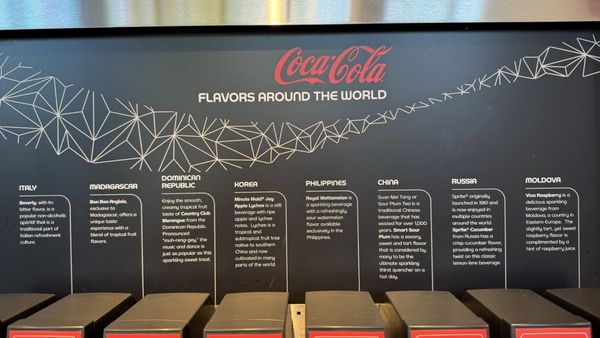 Coca-Cola
FLAVORS AROUND THE WORLD
ITALY
Beverly, with its
bitter flavor, is a
popular non-alcoholic
apéritif that is a
traditional part of
Italian refreshment
culture.
MADAGASCAR
Bon Bon Anglais,
exclusive to
Madagascar, offers a
unique taste
experience with a
blend of tropical fruit
flavors.
DOMINICAN
REPUBLIC
Enjoy the smooth,
creamy tropical fruit
taste of Country Club
Merengue from the
Dominican Republic.
Pronounced
"muh-reng-gay," the
music and dance is
just as popular as this
sparkling sweet treat.
KOREA
Minute Maid® Joy
Apple Lychee is a still
beverage with ripe
apple and lychee
notes. Lychee is a
tropical and
subtropical fruit tree
native to southern
China and now
cultivated in many
parts of the world.
PHILIPPINES
Royal Wattamelon is
a sparkling beverage
with a refreshingly,
sour watermelon
flavor available
exclusively in the
Philippines.
CHINA
Suan Mei Tang or
Sour Plum Tea is a
traditional Chinese
beverage that has
existed for over 1,000
years. Smart Sour
Plum has a savory,
sweet and tart flavor
that is considered by
many to be the
ultimate sparkling
thirst quencher on a
hot day.
RUSSIA
Sprite® originally
launched in 1961 and
is now enjoyed in
multiple countries
around the world.
Sprite® Cucumber
from Russia has a
crisp cucumber flavor,
providing a refreshing
twist on this classic
lemon-lime beverage.
MOLDOVA
Viva Raspberry is a
delicious sparkling
beverage from
Moldova, a country in
Eastern Europe. The
slightly tart, yet sweet
raspberry flavor is
complimented by a
hint of raspberry juice.